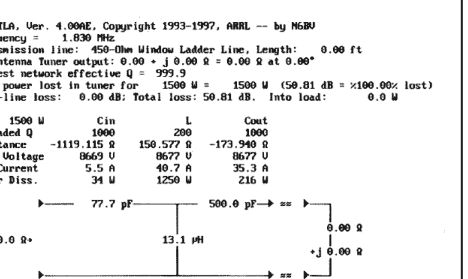 TLA, Ver. 4.00AE, Copyright 1993-1997, ARRL -- by N6BV
uency = 1.830 MHz
smission line: 450-Ohm Window Ladder Line, Length: 0.00 ft
ntenna Tuner output: 0.00 + j 0.00 Ω = 0.00 Ω at 0.00°
est network effective Q = 999.9
power lost in tuner for 1500 W = 1500 W (50.81 dB = %100.00% lost)
-line loss: 0.00 dB; Total loss: 50.81 dB. Into load: 0.0 W
1500 W Cin L Cout
aded Q 1000 200 1000
tance -1119.115 Ω 150.577 Ω -173.940 Ω
Voltage 8669 V 8677 V 8677 V
Current 5.5 A 40.7 A 35.3 A
r Diss. 34 W 1250 W 216 W
77.7 pF 500.0 pF ≈≈
0.00 Ω
0.0 Ω→ 13.1 µH
+j 0.00 Ω
≈≈